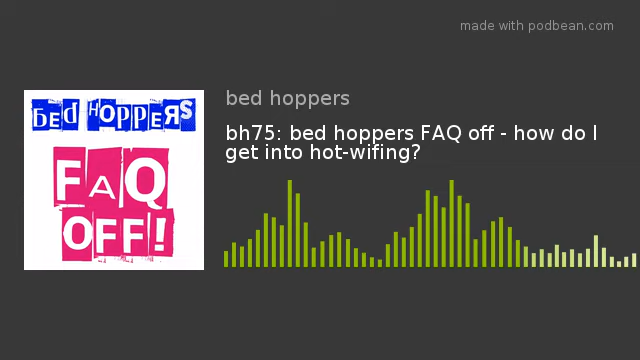 made with podbean.com
BED HOPPERS
FAQ
OFF!
bed hoppers
bh75: bed hoppers FAQ off - how do I
get into hot-wifing?